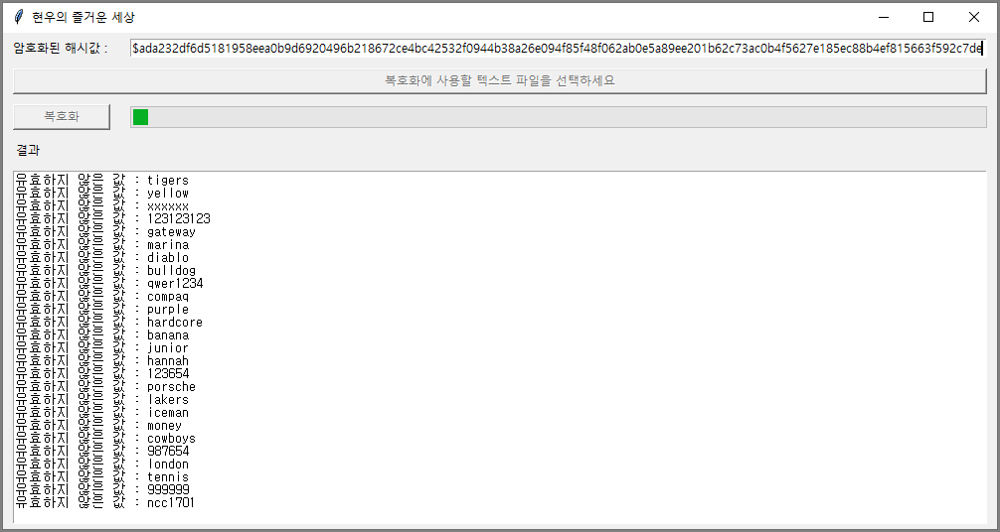 현우의 즐거운 세상
암호화된 해시값 : $ada232df6d5181958eea0b9d6920496b218672ce4bc42532f0944b38a26e094f85f48f062ab0e5a89ee201b62c73ac0b4f5627e185ec88b4ef815663f592c7de
복호화에 사용할 텍스트 파일을 선택하세요
복호화
결과
유효하지 않은 값 : tigers
유효하지 않은 값 : yellow
유효하지 않은 값 : xxxxxx
유효하지 않은 값 : 123123123
유효하지 않은 값 : gateway
유효하지 않은 값 : marina
유효하지 않은 값 : diablo
유효하지 않은 값 : bulldog
유효하지 않은 값 : qwer1234
유효하지 않은 값 : compaq
유효하지 않은 값 : purple
유효하지 않은 값 : hardcore
유효하지 않은 값 : banana
유효하지 않은 값 : junior
유효하지 않은 값 : hannah
유효하지 않은 값 : 123654
유효하지 않은 값 : porsche
유효하지 않은 값 : lakers
유효하지 않은 값 : iceman
유효하지 않은 값 : money
유효하지 않은 값 : cowboys
유효하지 않은 값 : 987654
유효하지 않은 값 : london
유효하지 않은 값 : tennis
유효하지 않은 값 : 999999
유효하지 않은 값 : ncc1701